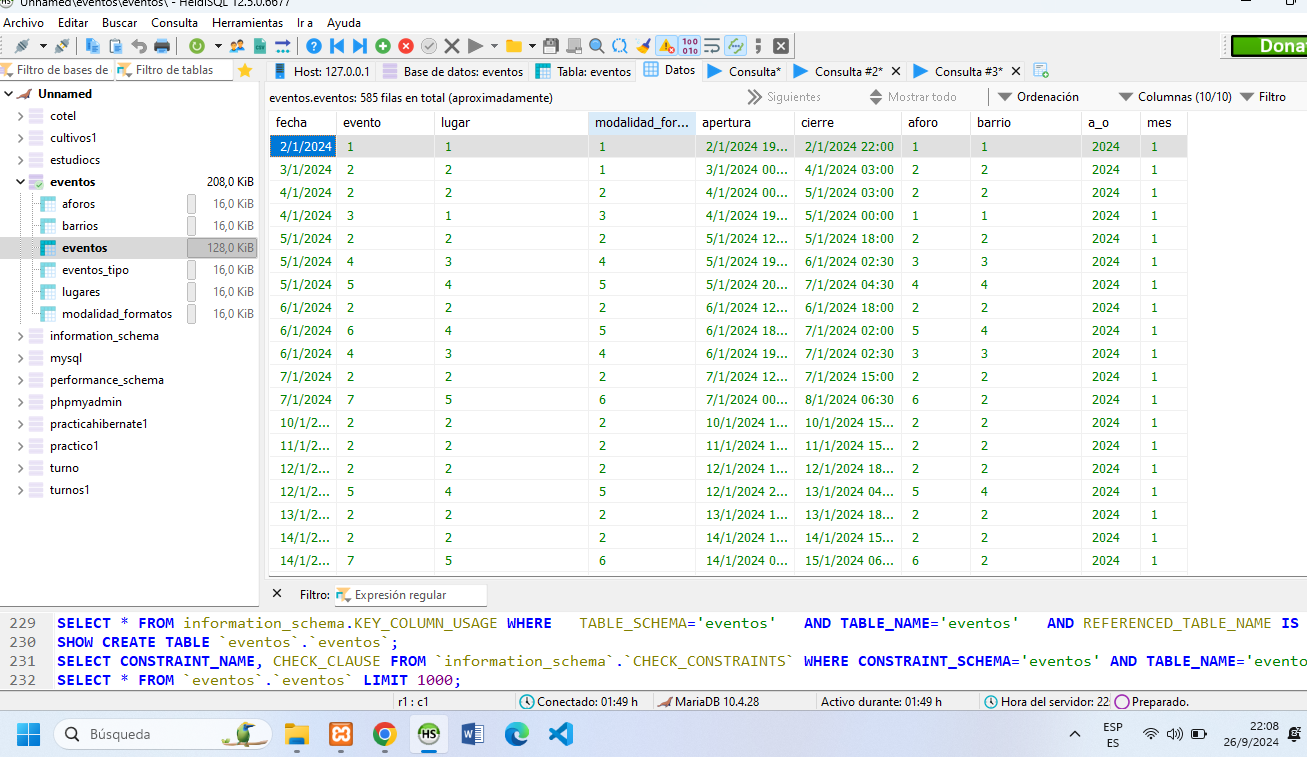 Unnamed\eventos\eventos\ - HeidiSQL 12.5.0.6677
Archivo Editar Buscar Consulta Herramientas Ir a Ayuda
Donat
Filtro de bases de Filtro de tablas Host: 127.0.0.1 Base de datos: eventos Tabla: eventos Datos Consulta* Consulta #2* Consulta #3*
Unnamed
cotel
cultivos1
estudiocs
eventos 208,0 KiB
aforos 16,0 KiB
barrios 16,0 KiB
eventos 128,0 KiB
eventos_tipo 16,0 KiB
lugares 16,0 KiB
modalidad_formatos 16,0 KiB
information_schema
mysql
performance_schema
phpmyadmin
practicahibernate1
practico1
turno
turnos1
eventos.eventos: 585 filas en total (aproximadamente) Siguientes Mostrar todo Ordenación Columnas (10/10) Filtro
fecha evento lugar modalidad_for... apertura cierre aforo barrio a_o mes
2/1/2024 1 1 1 2/1/2024 19... 2/1/2024 22:00 1 1 2024 1
3/1/2024 2 2 1 3/1/2024 00... 4/1/2024 03:00 2 2 2024 1
4/1/2024 2 2 2 4/1/2024 00... 5/1/2024 03:00 2 2 2024 1
4/1/2024 3 1 3 4/1/2024 19... 5/1/2024 00:00 1 1 2024 1
5/1/2024 2 2 2 5/1/2024 12... 5/1/2024 18:00 2 2 2024 1
5/1/2024 4 3 4 5/1/2024 19... 6/1/2024 02:30 3 3 2024 1
5/1/2024 5 4 5 5/1/2024 20... 7/1/2024 04:30 4 4 2024 1
6/1/2024 2 2 2 6/1/2024 12... 6/1/2024 18:00 2 2 2024 1
6/1/2024 6 4 5 6/1/2024 18... 7/1/2024 02:00 5 4 2024 1
6/1/2024 4 3 4 6/1/2024 19... 7/1/2024 02:30 3 3 2024 1
7/1/2024 2 2 2 7/1/2024 12... 7/1/2024 15:00 2 2 2024 1
7/1/2024 7 5 6 7/1/2024 00... 8/1/2024 06:30 6 2 2024 1
10/1/2... 2 2 2 10/1/2024 1... 10/1/2024 15... 2 2 2024 1
11/1/2... 2 2 2 11/1/2024 1... 11/1/2024 15... 2 2 2024 1
12/1/2... 2 2 2 12/1/2024 1... 12/1/2024 18... 2 2 2024 1
12/1/2... 5 4 5 12/1/2024 2... 13/1/2024 04... 5 4 2024 1
13/1/2... 2 2 2 13/1/2024 1... 13/1/2024 18... 2 2 2024 1
14/1/2... 2 2 2 14/1/2024 1... 14/1/2024 15... 2 2 2024 1
14/1/2... 7 5 6 14/1/2024 0... 15/1/2024 06... 6 2 2024 1
Filtro: Expresión regular
229 SELECT * FROM information_schema.KEY_COLUMN_USAGE WHERE TABLE_SCHEMA='eventos' AND TABLE_NAME='eventos' AND REFERENCED_TABLE_NAME IS
230 SHOW CREATE TABLE `eventos`.`eventos`;
231 SELECT CONSTRAINT_NAME, CHECK_CLAUSE FROM `information_schema`.`CHECK_CONSTRAINTS` WHERE CONSTRAINT_SCHEMA='eventos' AND TABLE_NAME='evento
232 SELECT * FROM `eventos`.`eventos` LIMIT 1000;
r1 : c1 Conectado: 01:49 h MariaDB 10.4.28 Activo durante: 01:49 h Hora del servidor: 22 Preparado.
Búsqueda
HS
ESP
ES
22:08
26/9/2024